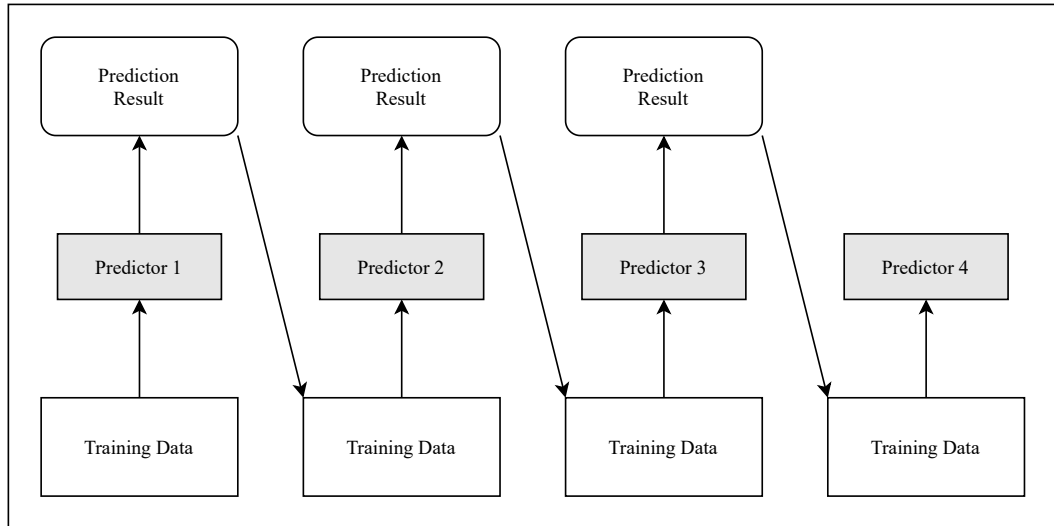 Prediction
Result
Prediction
Result
Prediction
Result
Predictor 1
Predictor 2
Predictor 3
Predictor 4
Training Data
Training Data
Training Data
Training Data